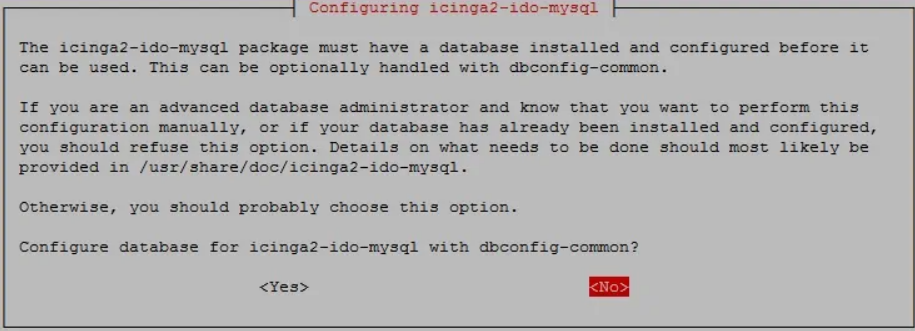 Configuring icinga2-ido-mysql
The icinga2-ido-mysql package must have a database installed and configured before it
can be used. This can be optionally handled with dbconfig-common.
If you are an advanced database administrator and know that you want to perform this
configuration manually, or if your database has already been installed and configured,
you should refuse this option. Details on what needs to be done should most likely be
provided in /usr/share/doc/icinga2-ido-mysql.
Otherwise, you should probably choose this option.
Configure database for icinga2-ido-mysql with dbconfig-common?
<Yes> <No>